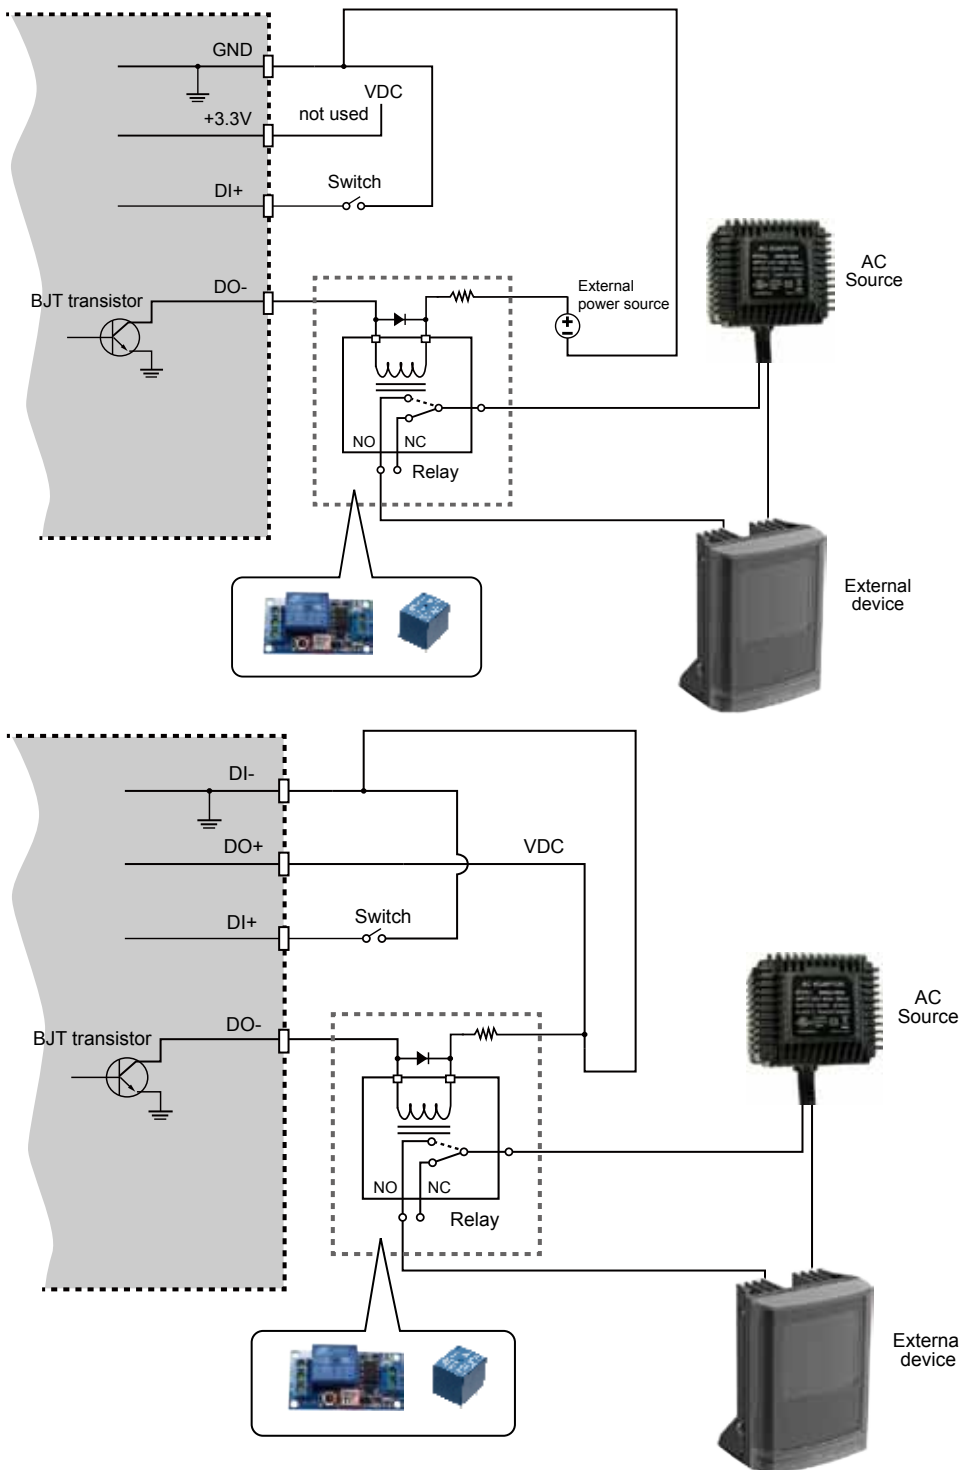 GND
VDC
not used
+3.3V
Switch
DI+
AC
Source
DO-
External
power source
BJT transistor
NO
NC
Relay
External
device
DI-
DO+
VDC
DI+
Switch
AC
Source
DO-
BJT transistor
NO
NC
Relay
Externa
device